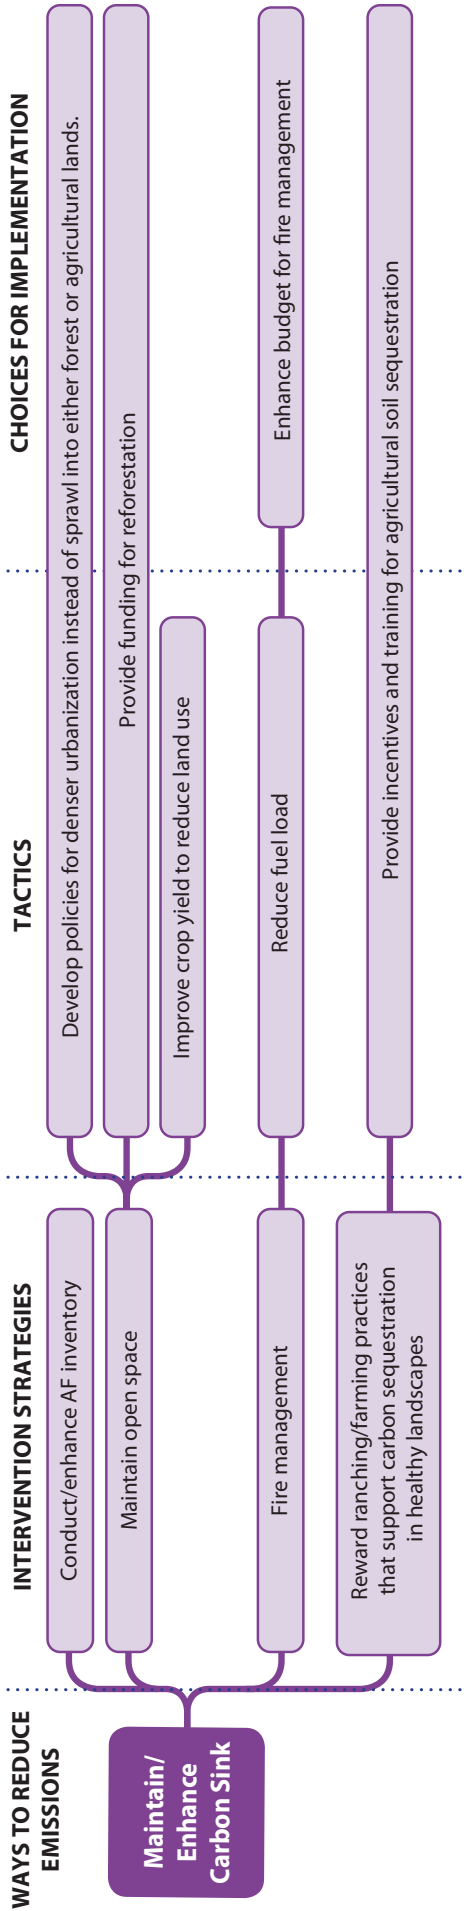 WAYS TO REDUCE
EMISSIONS
INTERVENTION STRATEGIES
TACTICS
CHOICES FOR IMPLEMENTATION
Maintain/
Enhance
Carbon Sink
Conduct/enhance AF inventory
Maintain open space
Fire management
Reward ranching/farming practices
that support carbon sequestration
in healthy landscapes
Develop policies for denser urbanization instead of sprawl into either forest or agricultural lands.
Provide funding for reforestation
Improve crop yield to reduce land use
Reduce fuel load
Enhance budget for fire management
Provide incentives and training for agricultural soil sequestration